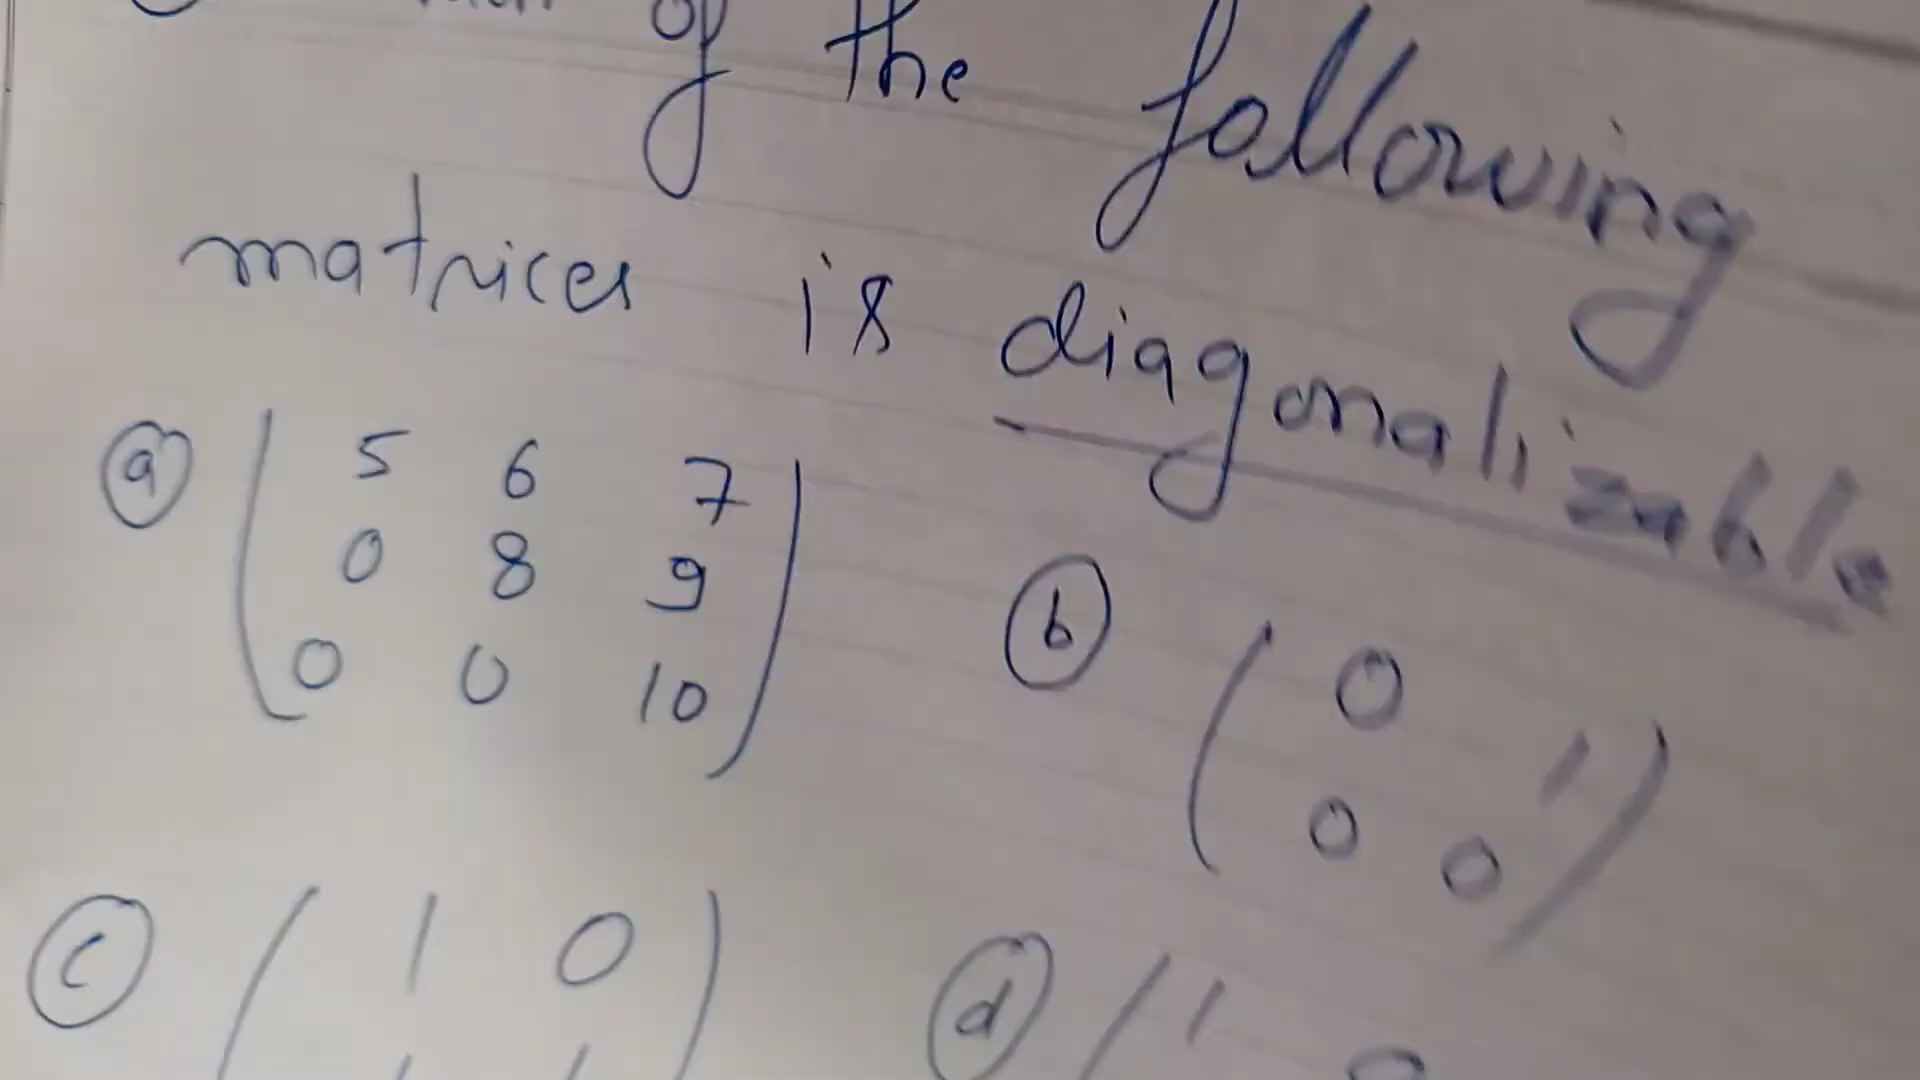 of the following
matrices is diagonalizable
(a) ( 5 6 7
0 8 9
0 0 10 )
(b) ( 0 1
0 0 )
(c) ( 1 0 )
(d) ( 1